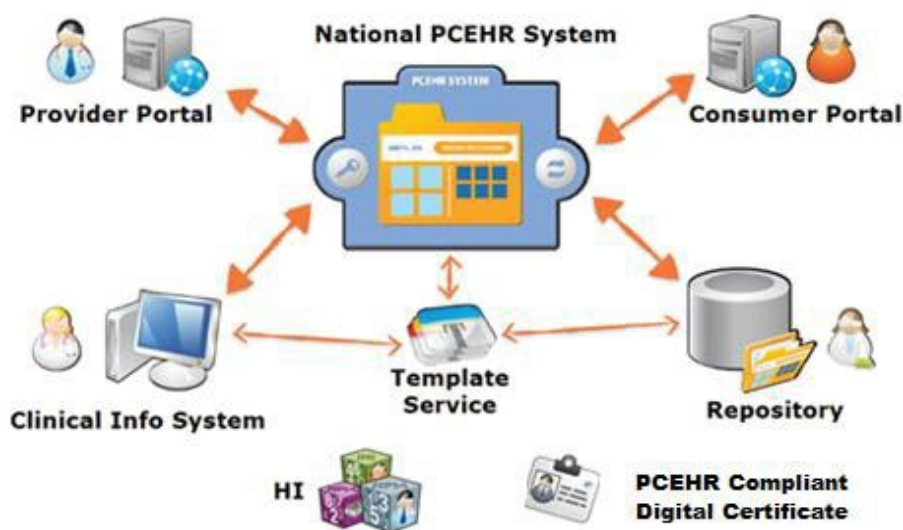 National PCEHR System
PCEHR SYSTEM
Provider Portal
Consumer Portal
Template
Service
Clinical Info System
Repository
HI
PCEHR Compliant
Digital Certificate